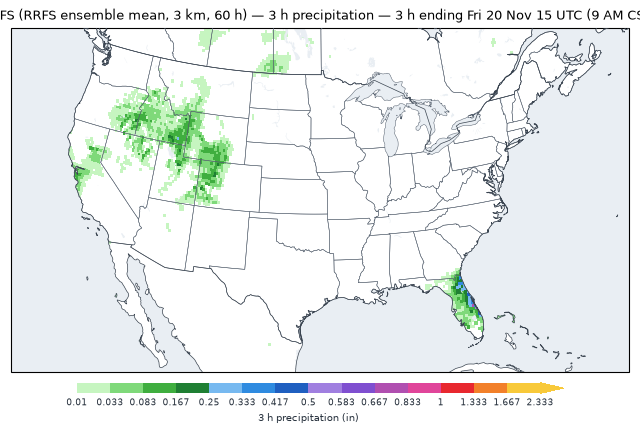 FS (RRFS ensemble mean, 3 km, 60 h) — 3 h precipitation — 3 h ending Fri 20 Nov 15 UTC (9 AM CS
0.01 0.033 0.083 0.167 0.25 0.333 0.417 0.5 0.583 0.667 0.833 1 1.333 1.667 2.333
3 h precipitation (in)